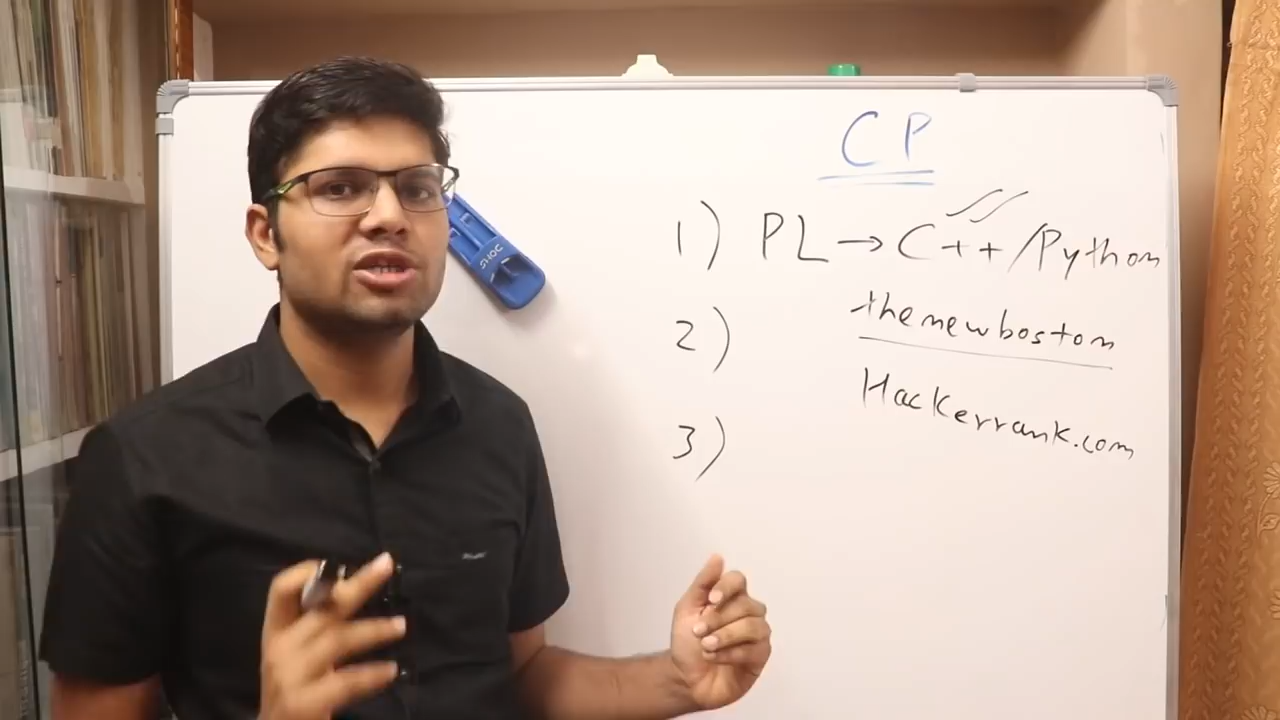 CP
1) PL → C++/Python
2) thenewboston
Hackerrank.com
3)